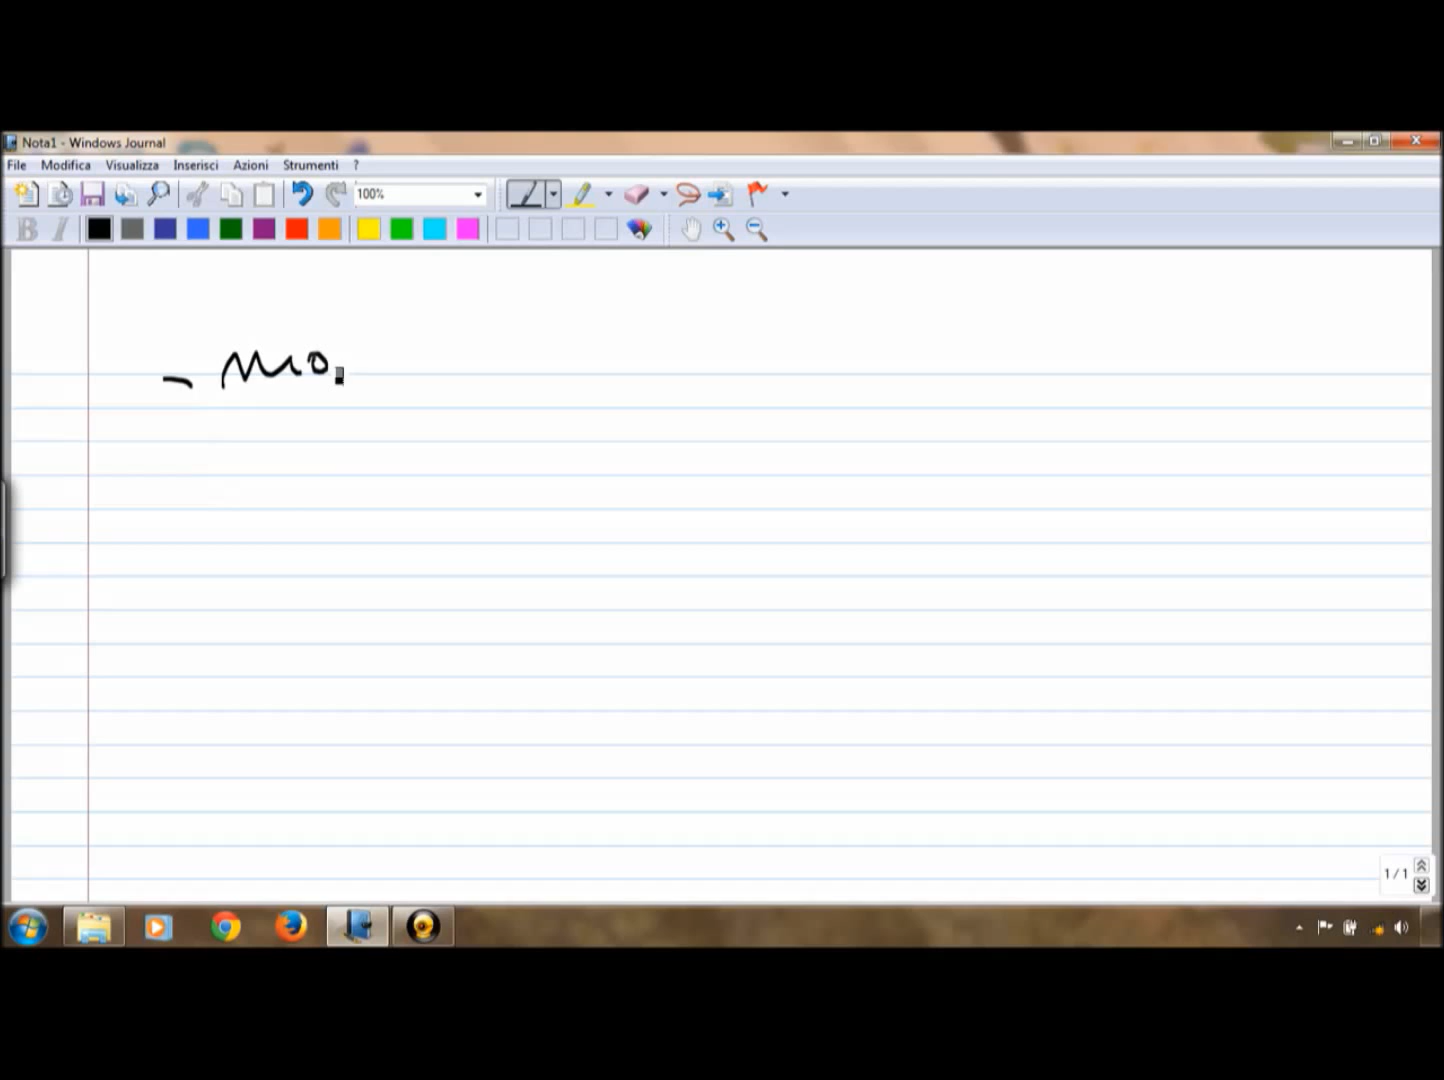 Nota1 - Windows Journal
File Modifica Visualizza Inserisci Azioni Strumenti ?
100%
B I
- Mo
1 / 1